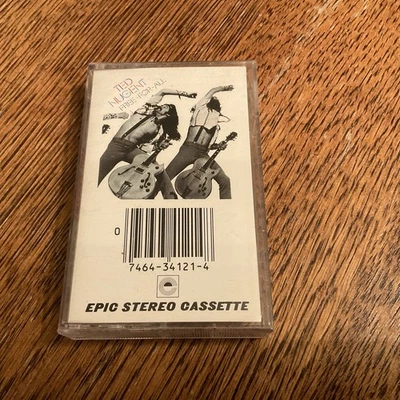 TED
NUGENT
FREE-FOR-ALL
0
7464-34121-4
EPIC STEREO CASSETTE